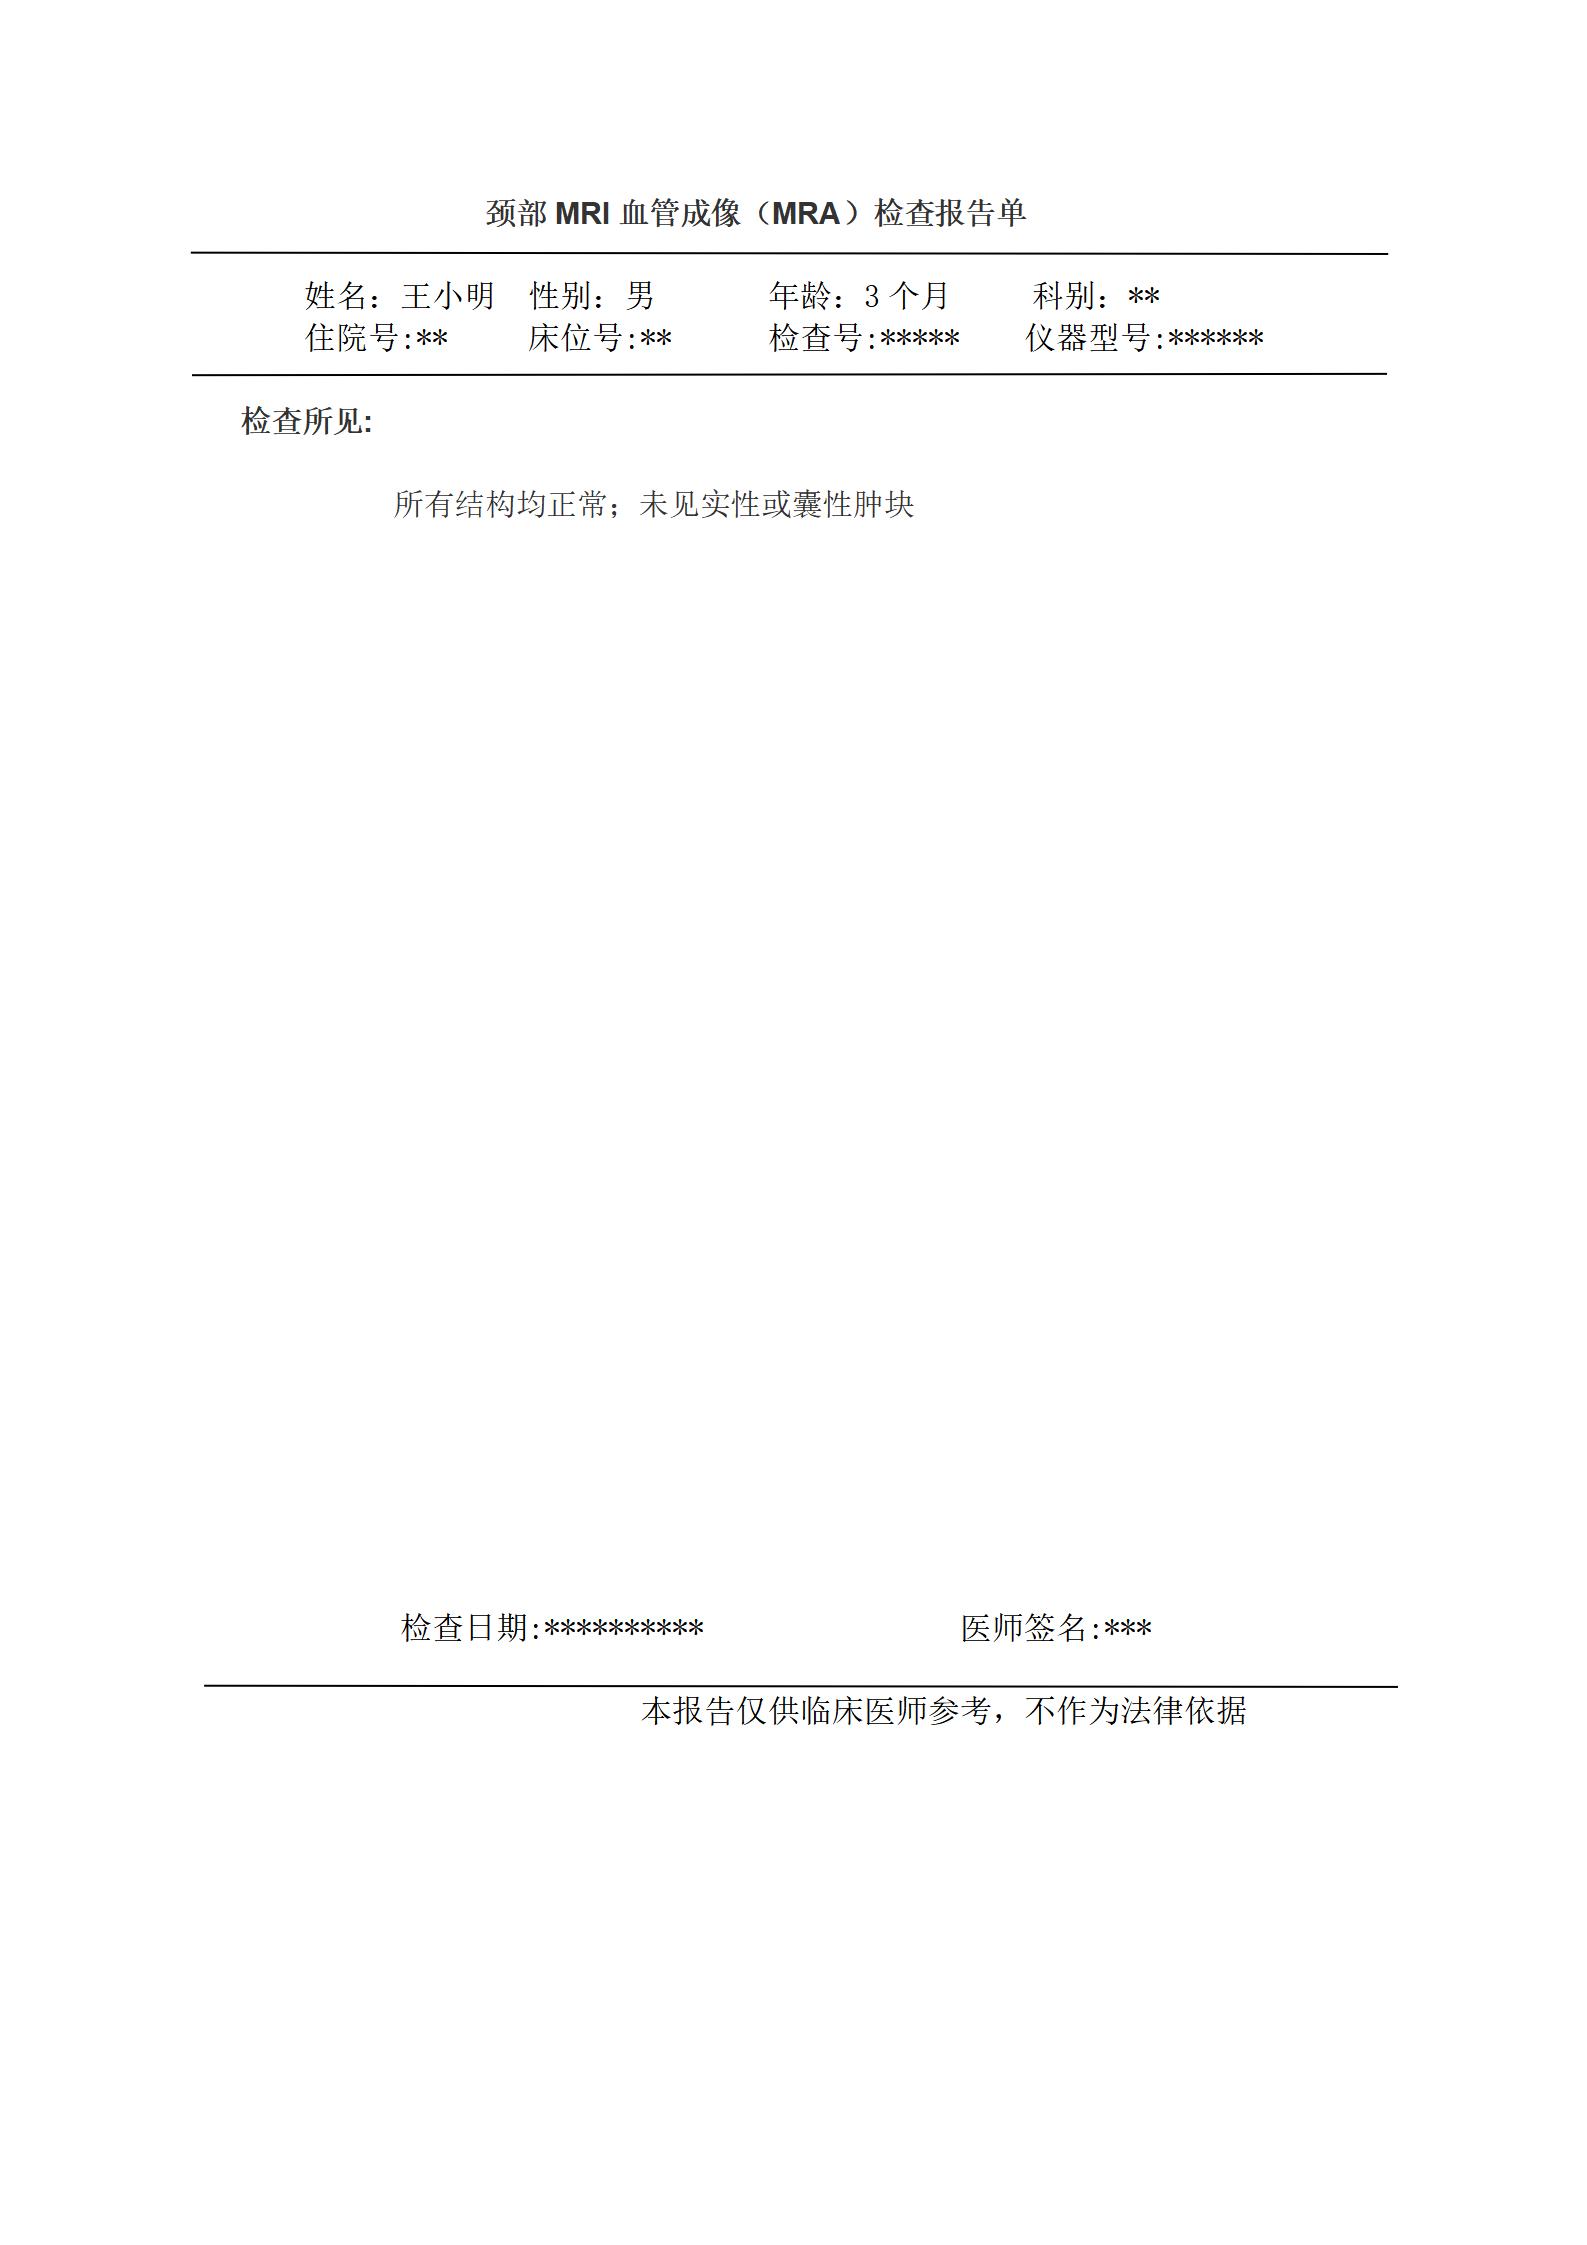 颈部 MRI 血管成像（MRA）检查报告单
姓名：王小明 性别：男 年龄：3 个月 科别：**
住院号:** 床位号:** 检查号:***** 仪器型号:******
检查所见:
所有结构均正常；未见实性或囊性肿块
检查日期:********** 医师签名:***
本报告仅供临床医师参考，不作为法律依据